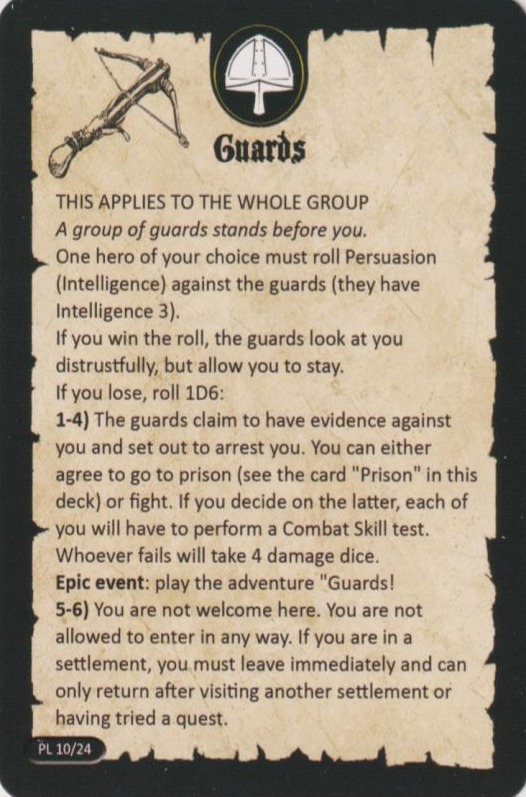 Guards
THIS APPLIES TO THE WHOLE GROUP
A group of guards stands before you.
One hero of your choice must roll Persuasion
(Intelligence) against the guards (they have
Intelligence 3).
If you win the roll, the guards look at you
distrustfully, but allow you to stay.
If you lose, roll 1D6:
1-4) The guards claim to have evidence against
you and set out to arrest you. You can either
agree to go to prison (see the card "Prison" in this
deck) or fight. If you decide on the latter, each of
you will have to perform a Combat Skill test.
Whoever fails will take 4 damage dice.
Epic event: play the adventure "Guards!
5-6) You are not welcome here. You are not
allowed to enter in any way. If you are in a
settlement, you must leave immediately and can
only return after visiting another settlement or
having tried a quest.
PL 10/24